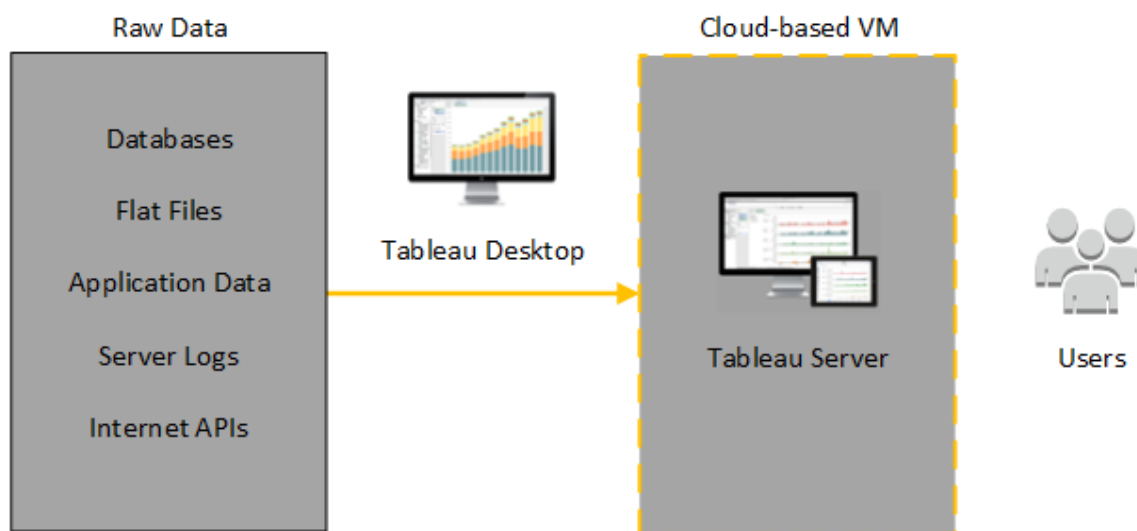 Raw Data
Cloud-based VM
Databases
Flat Files
Application Data
Server Logs
Internet APIs
Tableau Desktop
Tableau Server
Users